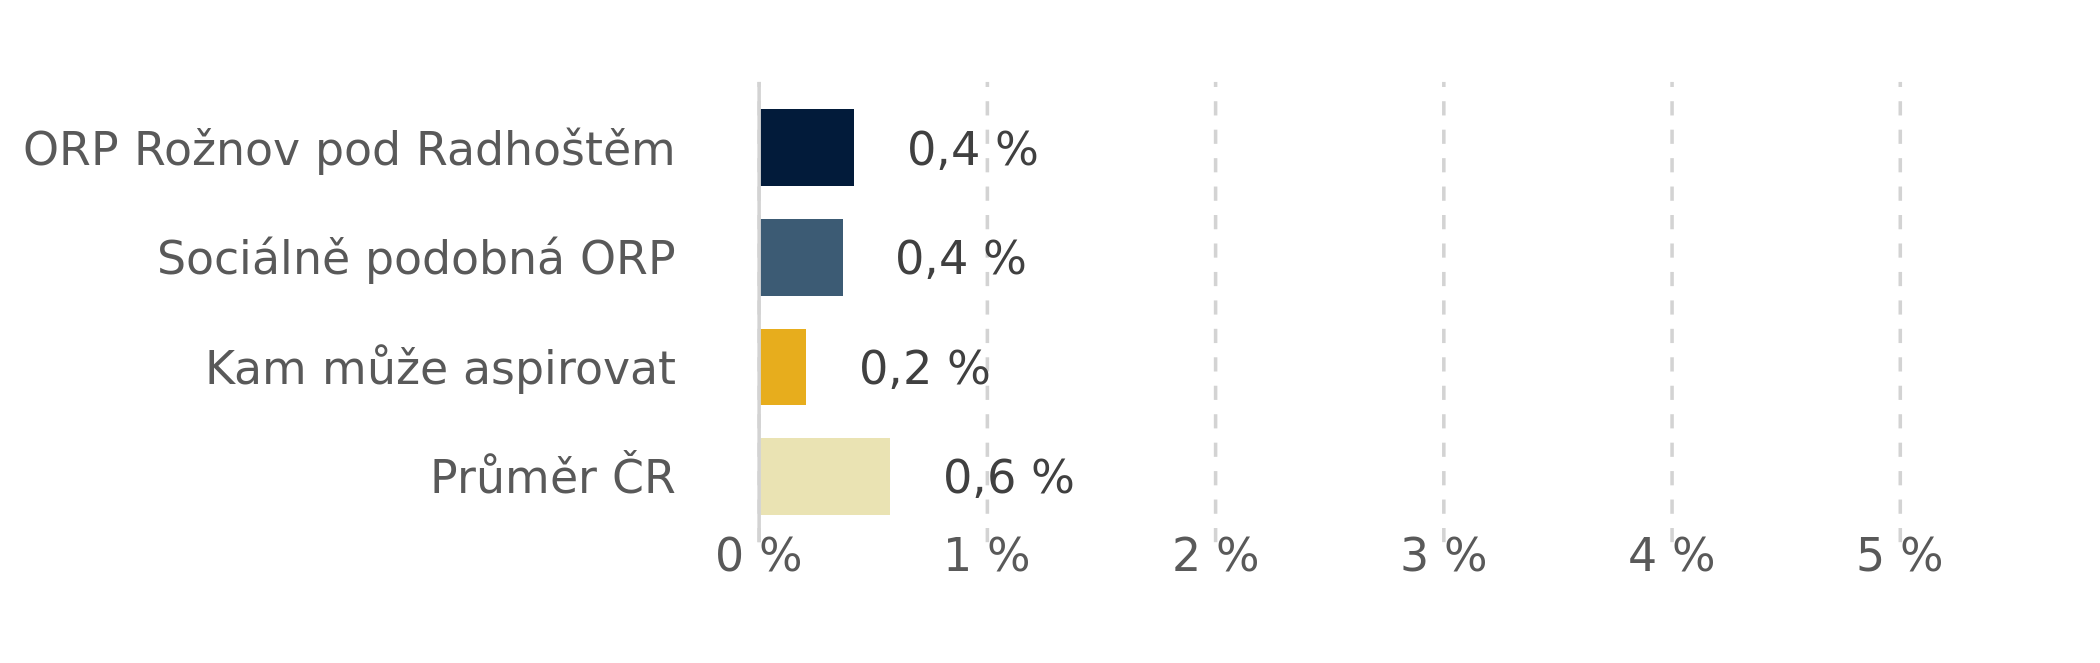 ORP Rožnov pod Radhoštěm 0,4 %
Sociálně podobná ORP 0,4 %
Kam může aspirovat 0,2 %
Průměr ČR 0,6 %
0 % 1 % 2 % 3 % 4 % 5 %